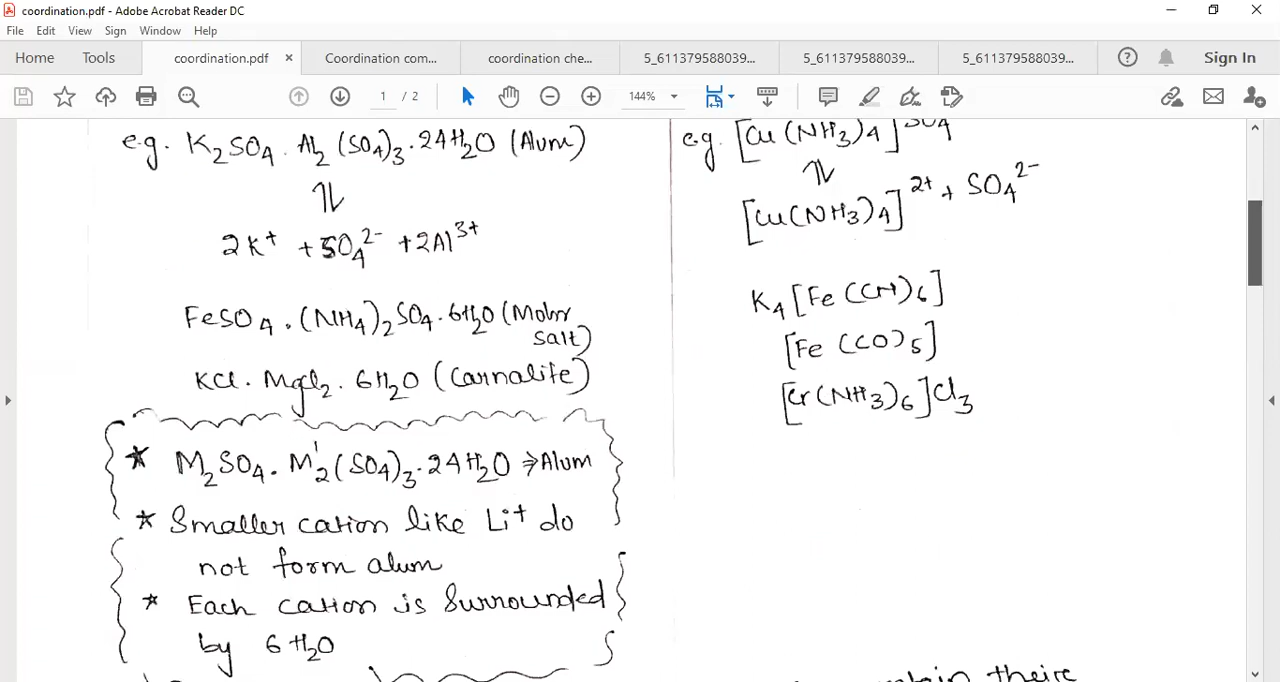 coordination.pdf - Adobe Acrobat Reader DC
File Edit View Sign Window Help
Home Tools coordination.pdf × Coordination com... coordination che... 5_611379588039... 5_611379588039... 5_611379588039... Sign In
1 / 2 144%
e.g. K₂SO₄ . Al₂ (SO₄)₃ . 24H₂O (Alum)
⇌
2K⁺ + 5O₄²⁻ + 2Al³⁺
FeSO₄ . (NH₄)₂SO₄ . 6H₂O (Mohr
salt)
KCl . MgCl₂ . 6H₂O (Carnalite)
* M₂SO₄ . M'₂(SO₄)₃ . 24H₂O ⇒ Alum
* Smaller cation like Li⁺ do
not form alum
* Each cation is surrounded
by 6H₂O
e.g. [Cu(NH₃)₄]SO₄
⇌
[Cu(NH₃)₄]²⁺ + SO₄²⁻
K₄[Fe(CN)₆]
[Fe(CO)₅]
[Cr(NH₃)₆]Cl₃